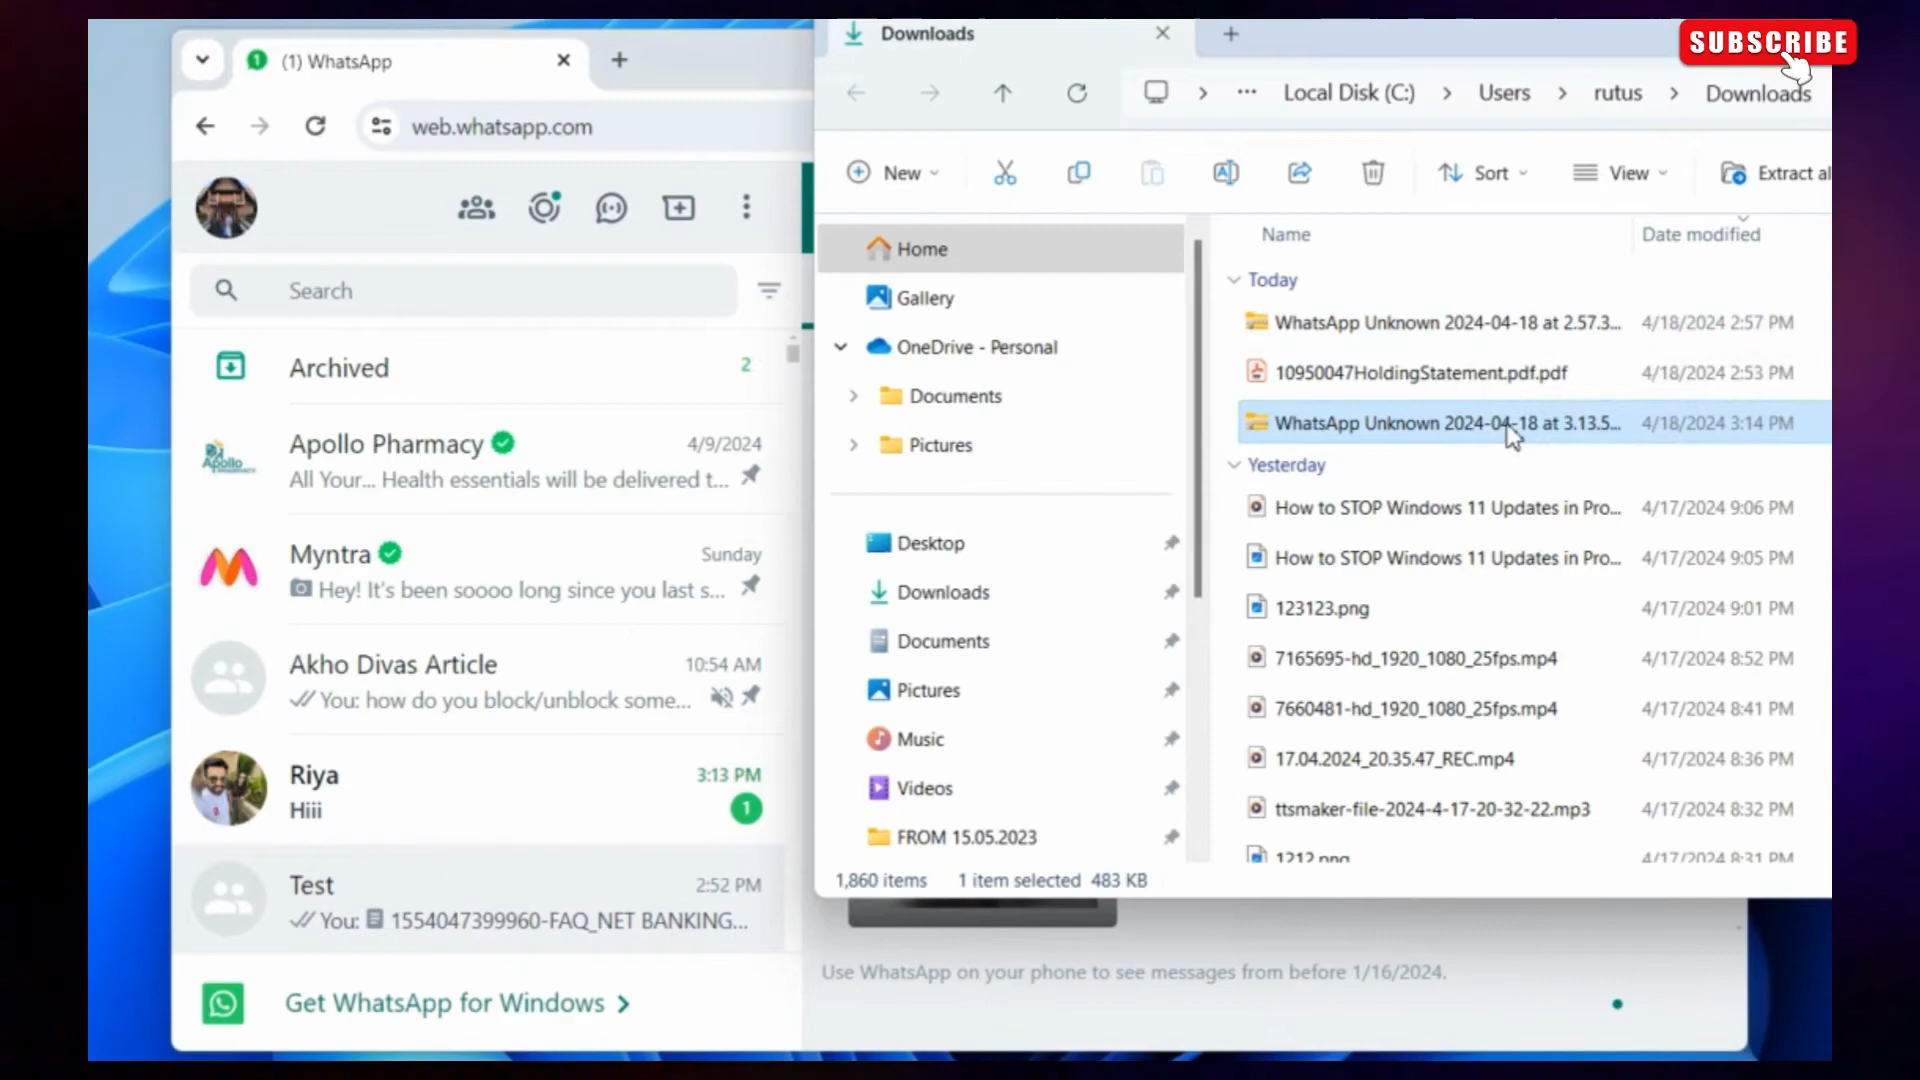 (1) WhatsApp
web.whatsapp.com
Search
Archived
2
Apollo Pharmacy
4/9/2024
All Your... Health essentials will be delivered t...
Apollo
Myntra
Sunday
Hey! It's been soooo long since you last s...
Akho Divas Article
10:54 AM
You: how do you block/unblock some...
Riya
3:13 PM
Hiii
1
Test
2:52 PM
You: 1554047399960-FAQ_NET BANKING...
Get WhatsApp for Windows
Downloads
Local Disk (C:) > Users > rutus > Downloads
New
Sort
View
Extract al
Home
Gallery
OneDrive - Personal
Documents
Pictures
Desktop
Downloads
Documents
Pictures
Music
Videos
FROM 15.05.2023
Name
Date modified
Today
WhatsApp Unknown 2024-04-18 at 2.57.3... 4/18/2024 2:57 PM
10950047HoldingStatement.pdf.pdf 4/18/2024 2:53 PM
WhatsApp Unknown 2024-04-18 at 3.13.5... 4/18/2024 3:14 PM
Yesterday
How to STOP Windows 11 Updates in Pro... 4/17/2024 9:06 PM
How to STOP Windows 11 Updates in Pro... 4/17/2024 9:05 PM
123123.png 4/17/2024 9:01 PM
7165695-hd_1920_1080_25fps.mp4 4/17/2024 8:52 PM
7660481-hd_1920_1080_25fps.mp4 4/17/2024 8:41 PM
17.04.2024_20.35.47_REC.mp4 4/17/2024 8:36 PM
ttsmaker-file-2024-4-17-20-32-22.mp3 4/17/2024 8:32 PM
1212.png 4/17/2024 8:31 PM
1,860 items
1 item selected 483 KB
Use WhatsApp on your phone to see messages from before 1/16/2024.
SUBSCRIBE